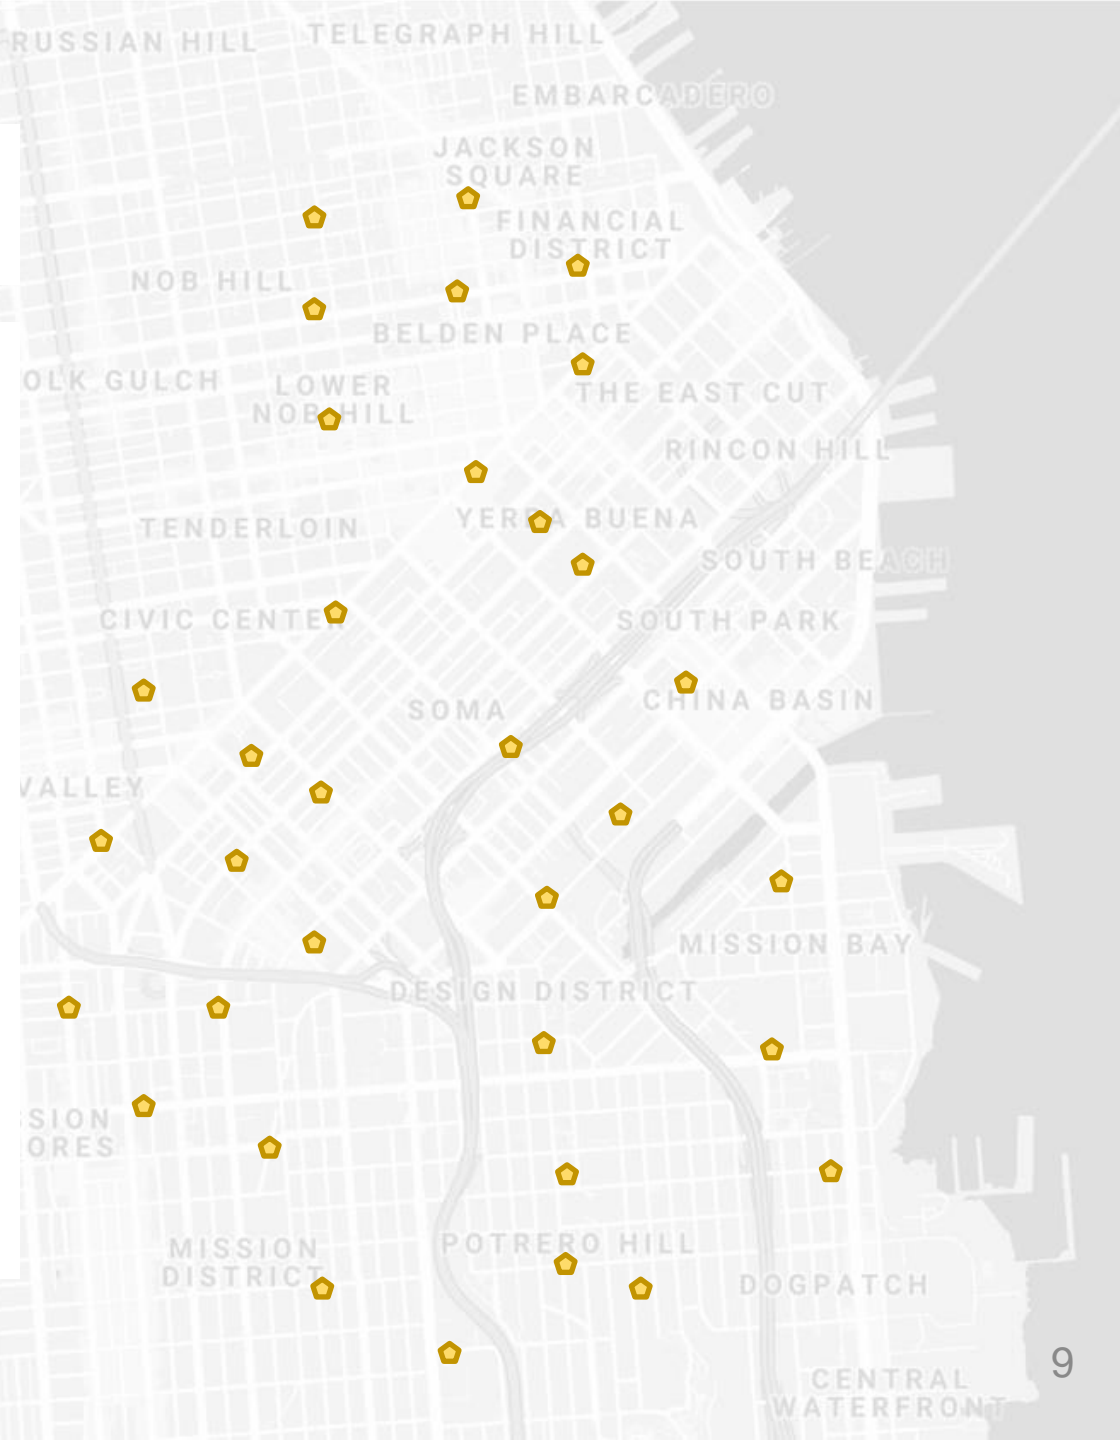 RUSSIAN HILL
TELEGRAPH HILL
EMBARCADERO
JACKSON
SQUARE
FINANCIAL
DISTRICT
NOB HILL
BELDEN PLACE
OLK GULCH
LOWER
NOB HILL
THE EAST CUT
RINCON HILL
TENDERLOIN
YERBA BUENA
SOUTH BEACH
CIVIC CENTER
SOUTH PARK
CHINA BASIN
SOMA
VALLEY
MISSION BAY
DESIGN DISTRICT
SION
ORES
MISSION
DISTRICT
POTRERO HILL
DOGPATCH
9
CENTRAL
WATERFRONT